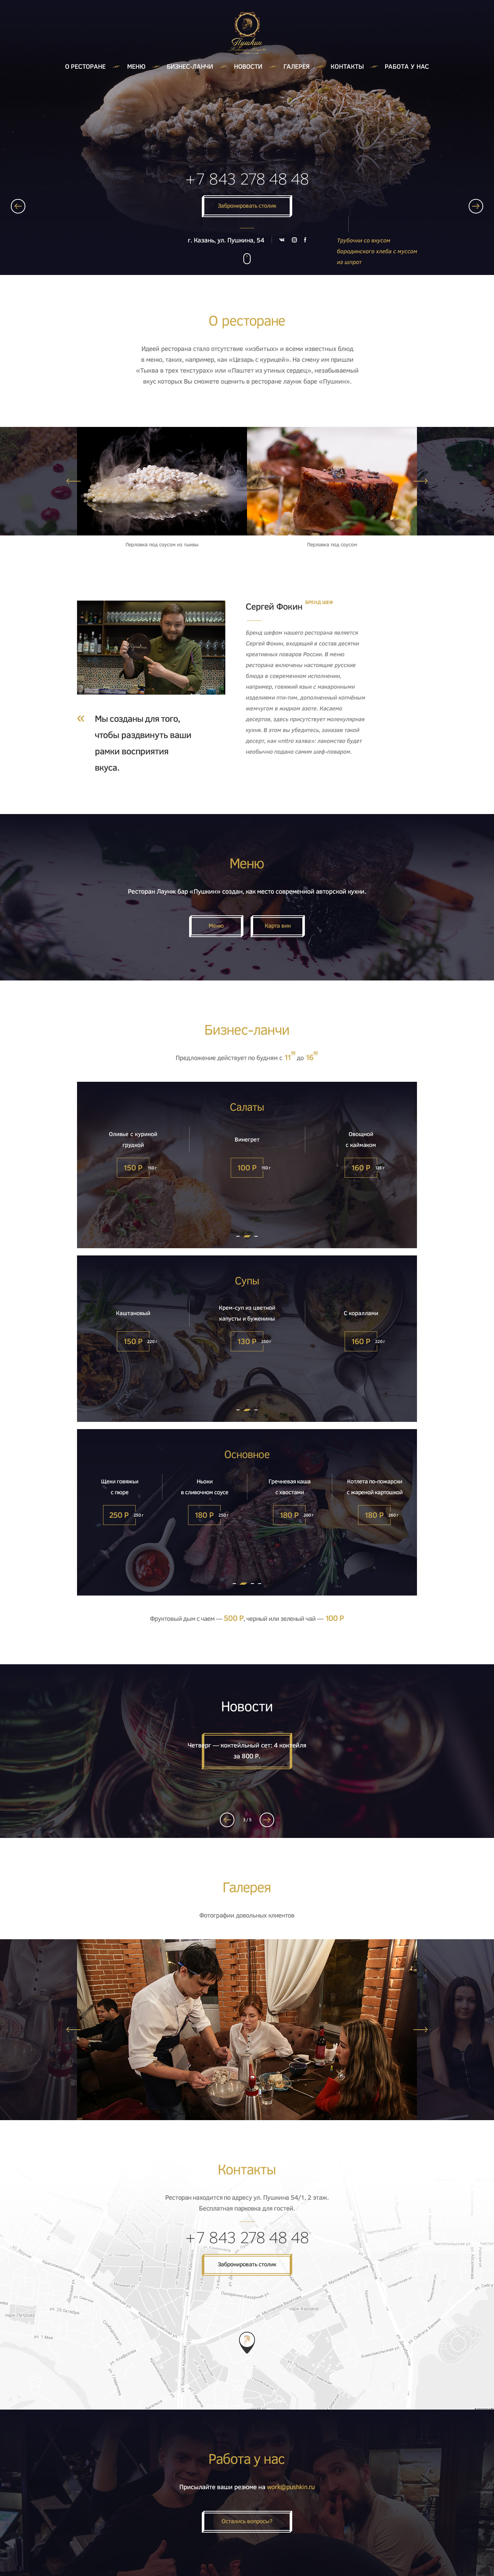 Пушкин
О РЕСТОРАНЕ МЕНЮ БИЗНЕС-ЛАНЧИ НОВОСТИ ГАЛЕРЕЯ КОНТАКТЫ РАБОТА У НАС
+7 843 278 48 48
Забронировать столик
г. Казань, ул. Пушкина, 54
Трубочки со вкусом
бородинского хлеба с муссом
из шпрот
О ресторане
Идеей ресторана стало отсутствие «избитых» и всеми известных блюд
в меню, таких, например, как «Цезарь с курицей». На смену им пришли
«Тыква в трех текстурах» или «Паштет из утиных сердец», незабываемый
вкус которых Вы сможете оценить в ресторане лаунж баре «Пушкин».
Перловка под соусом из тыквы
Перловка под соусом
Сергей Фокин БРЕНД ШЕФ
Бренд шефом нашего ресторана является
Сергей Фокин, входящий в состав десятки
креативных поваров России. В меню
ресторана включены настоящие русские
блюда в современном исполнении,
например, говяжий язык с макаронными
изделиями пти-тим, дополненный копчёным
жемчугом в жидком азоте. Касаемо
десертов, здесь присутствует молекулярная
кухня. В этом вы убедитесь, заказав такой
десерт, как «nitro халва»: лакомство будет
необычно подано самим шеф-поваром.
« Мы созданы для того,
чтобы раздвинуть ваши
рамки восприятия
вкуса.
Меню
Ресторан Лаунж бар «Пушкин» создан, как место современной авторской кухни.
Меню
Карта вин
Бизнес-ланчи
Предложение действует по будням с 11 до 16
Салаты
Оливье с куриной
грудкой
150 Р 150 г
Винегрет
100 Р 150 г
Овощной
с каймаком
160 Р 135 г
Супы
Каштановый
150 Р 220 г
Крем-суп из цветной
капусты и буженины
130 Р 250 г
С кораллами
160 Р 220 г
Основное
Щеки говяжьи
с пюре
250 Р 250 г
Ньоки
в сливочном соусе
180 Р 250 г
Гречневая каша
с хвостами
180 Р 200 г
Котлета по-пожарски
с жареной картошкой
180 Р 260 г
Фруктовый дым с чаем — 500 Р, черный или зеленый чай — 100 Р
Новости
Четверг — коктейльный сет: 4 коктейля
за 800 Р.
3 / 5
Галерея
Фотографии довольных клиентов
Контакты
Ресторан находится по адресу ул. Пушкина 54/1, 2 этаж.
Бесплатная парковка для гостей.
+7 843 278 48 48
Забронировать столик
Работа у нас
Присылайте ваши резюме на work@pushkin.ru
Остались вопросы?